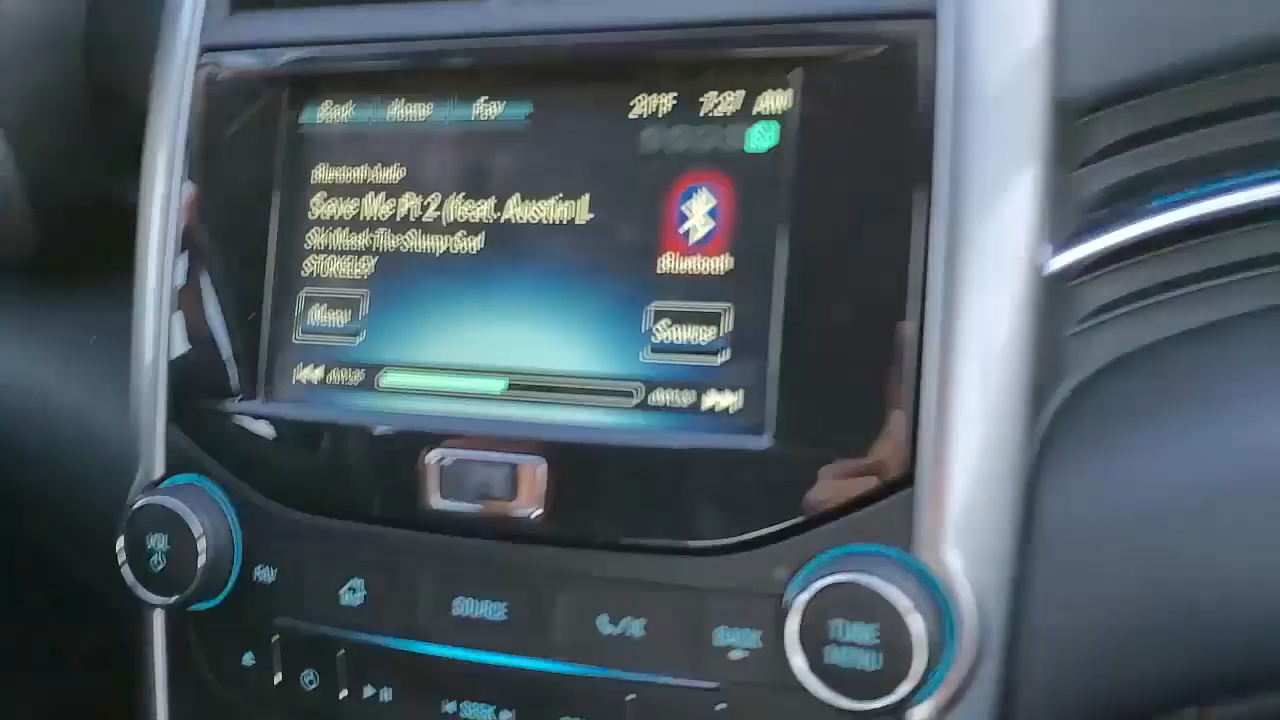 Back Home Fav
7:27 AM
Bluetooth Audio
Save Me Pt 2 (feat. Austin L
Ski Mask The Slump God
STOKELEY
Bluetooth
Menu
Source
VOL
FAV
SOURCE
BACK
TUNE
MENU
SEEK